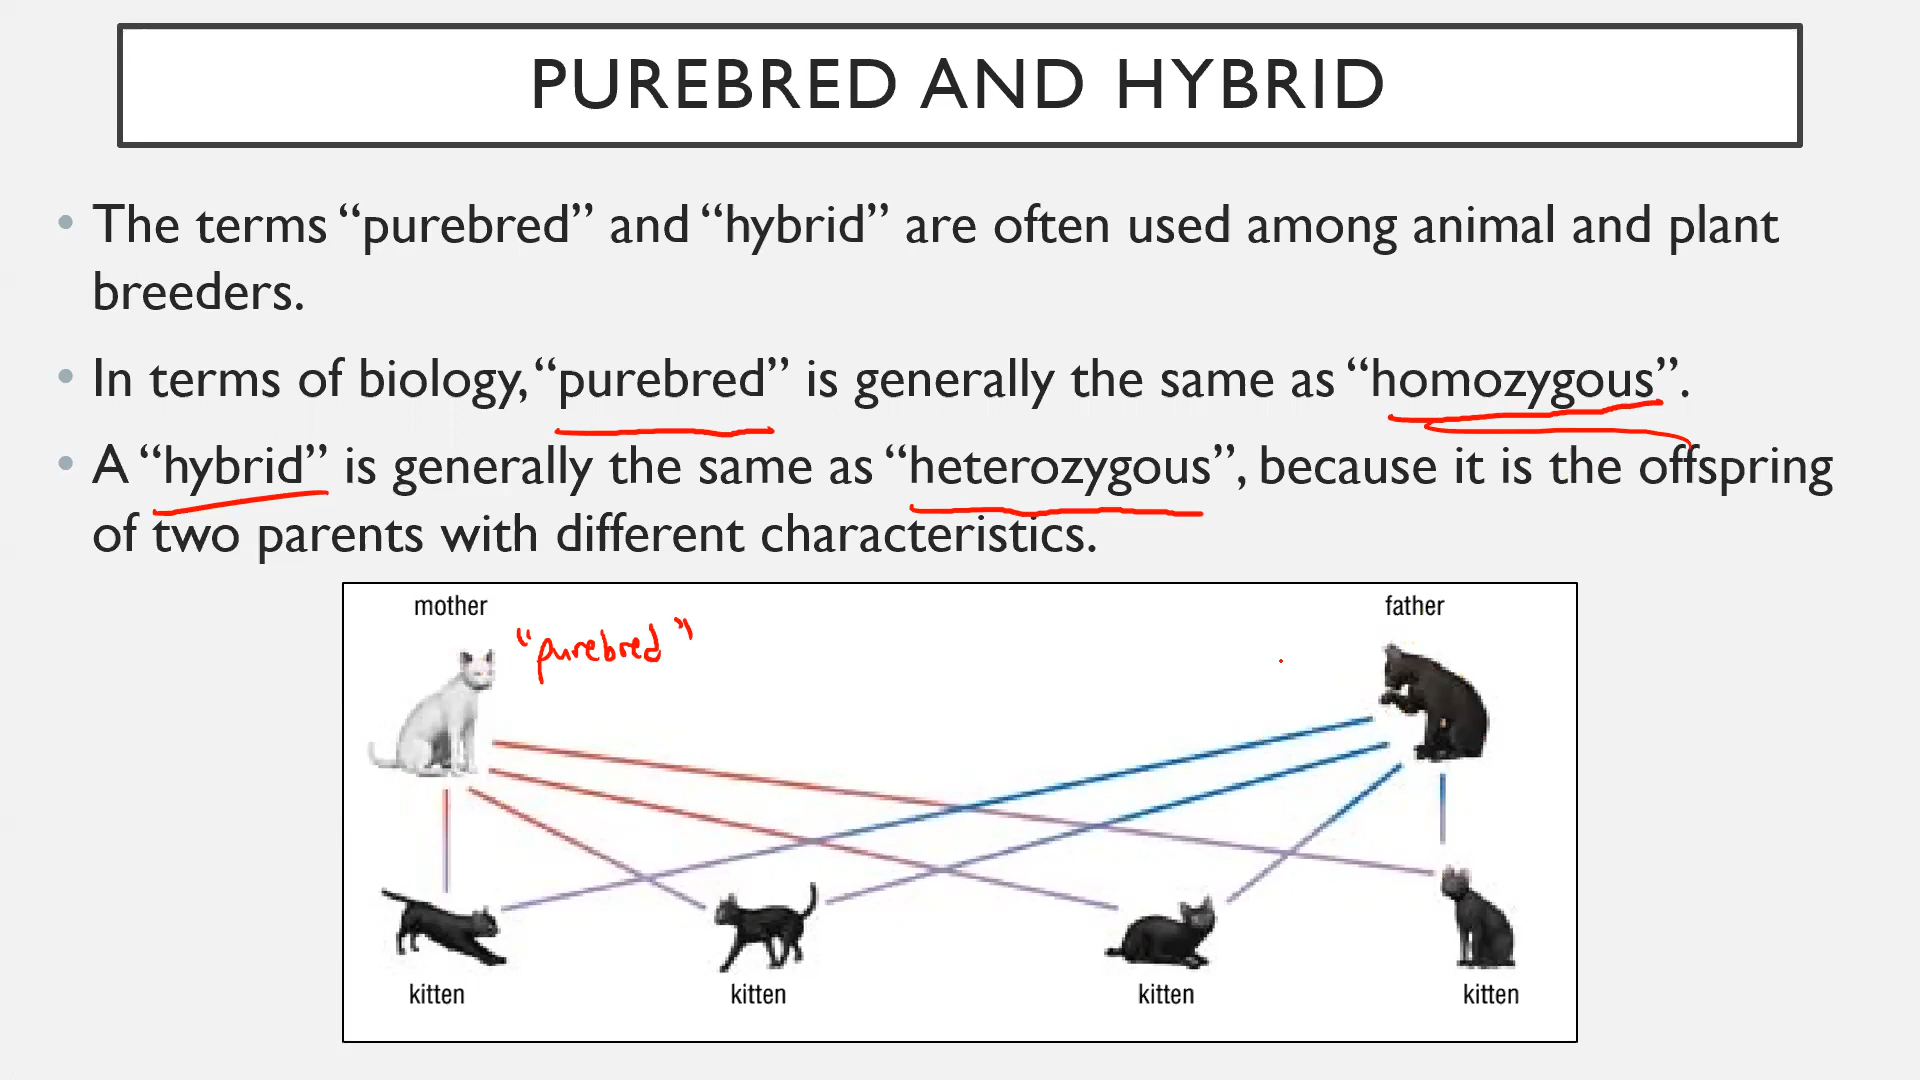 PUREBRED AND HYBRID
• The terms “purebred” and “hybrid” are often used among animal and plant
breeders.
• In terms of biology, “purebred” is generally the same as “homozygous”.
• A “hybrid” is generally the same as “heterozygous”, because it is the offspring
of two parents with different characteristics.
mother father
“purebred”
kitten kitten kitten kitten